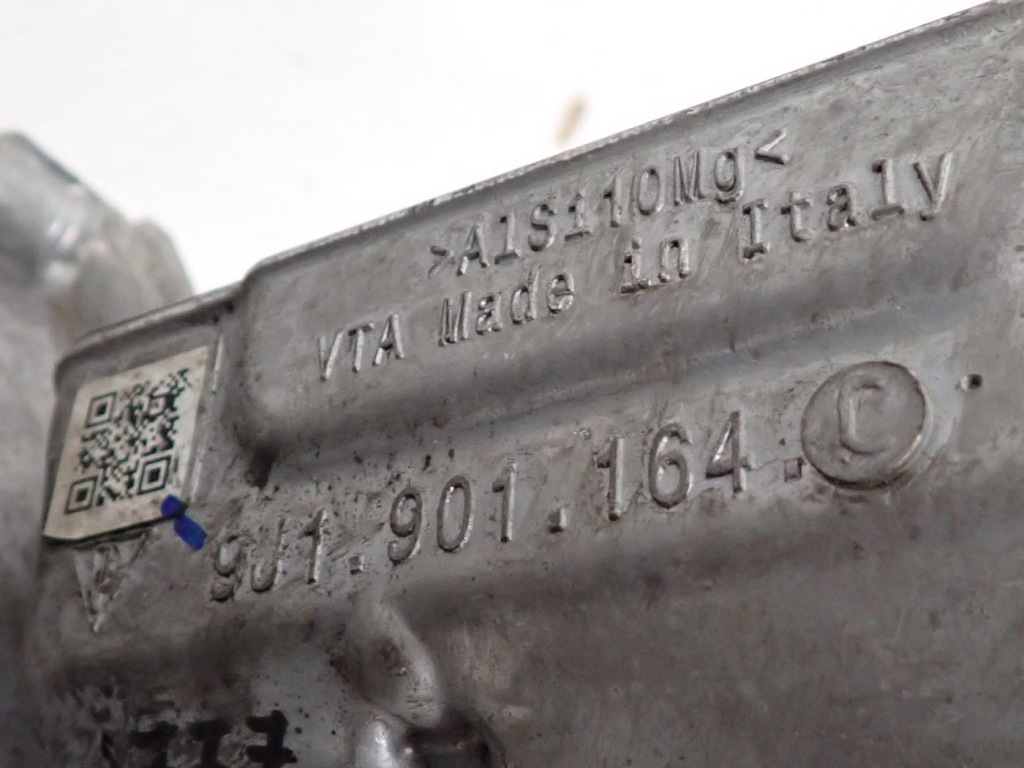 >AlSi10Mg<
VTA Made in Italy
9J1.901.164. C